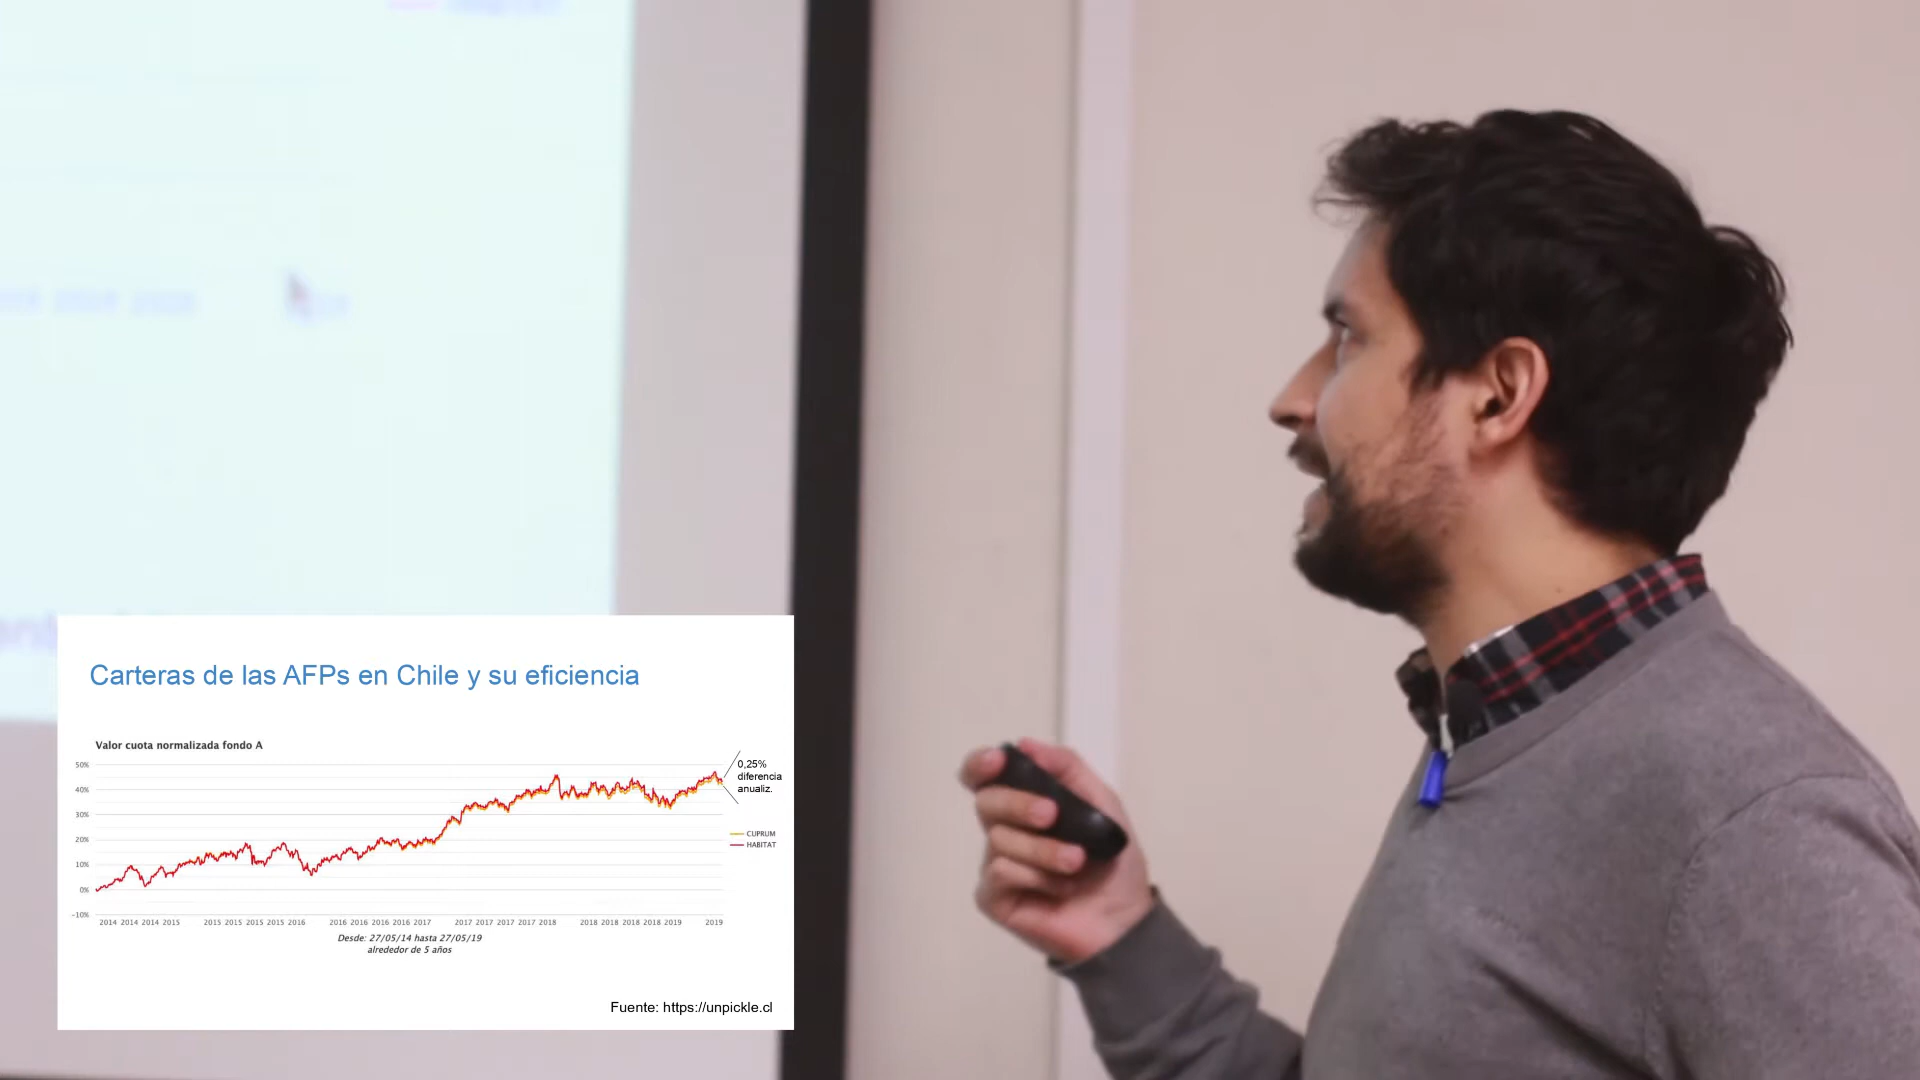 Carteras de las AFPs en Chile y su eficiencia
Valor cuota normalizada fondo A
50%
40%
30%
20%
10%
0%
-10%
0,25%
diferencia
anualiz.
CUPRUM
HABITAT
2014 2014 2014 2015 2015 2015 2015 2015 2016 2016 2016 2016 2016 2017 2017 2017 2017 2017 2018 2018 2018 2018 2018 2019 2019
Desde: 27/05/14 hasta 27/05/19
alrededor de 5 años
Fuente: https://unpickle.cl